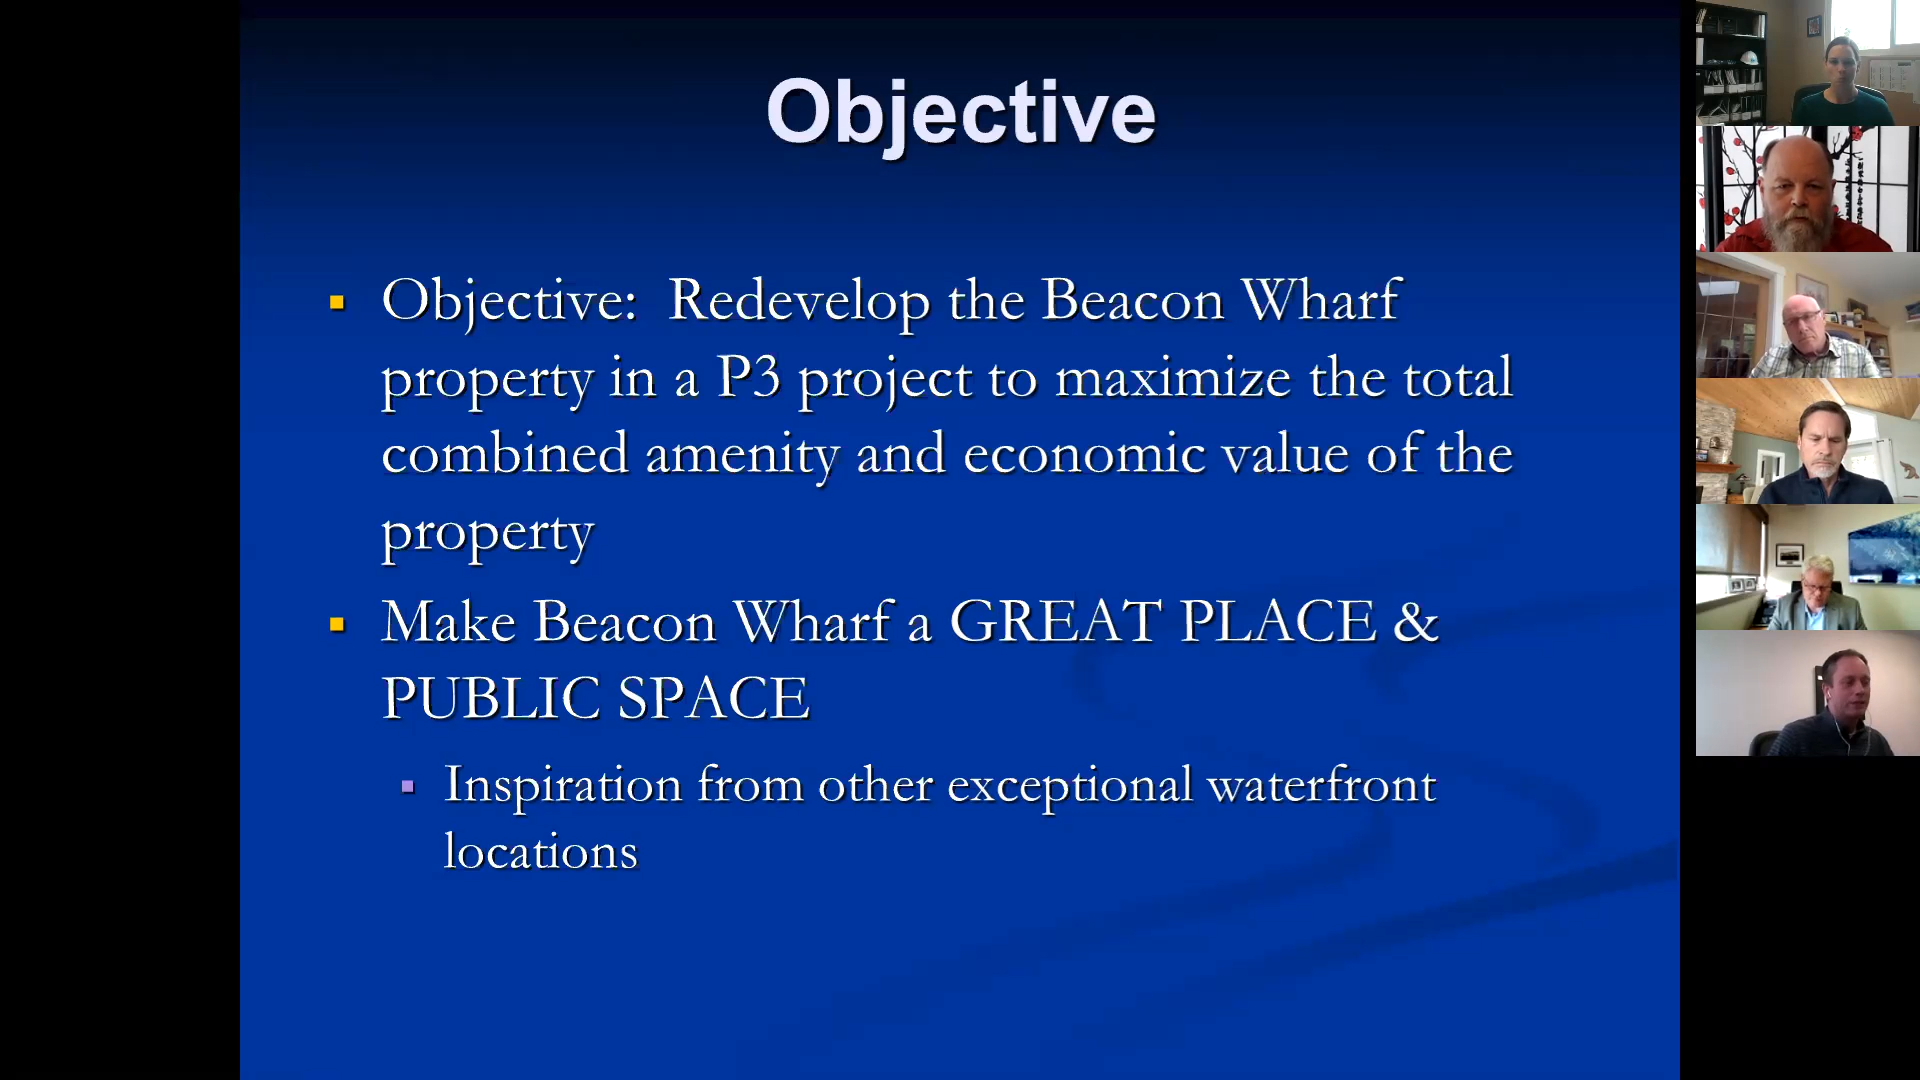 Objective
Objective: Redevelop the Beacon Wharf
property in a P3 project to maximize the total
combined amenity and economic value of the
property
Make Beacon Wharf a GREAT PLACE &
PUBLIC SPACE
Inspiration from other exceptional waterfront
locations